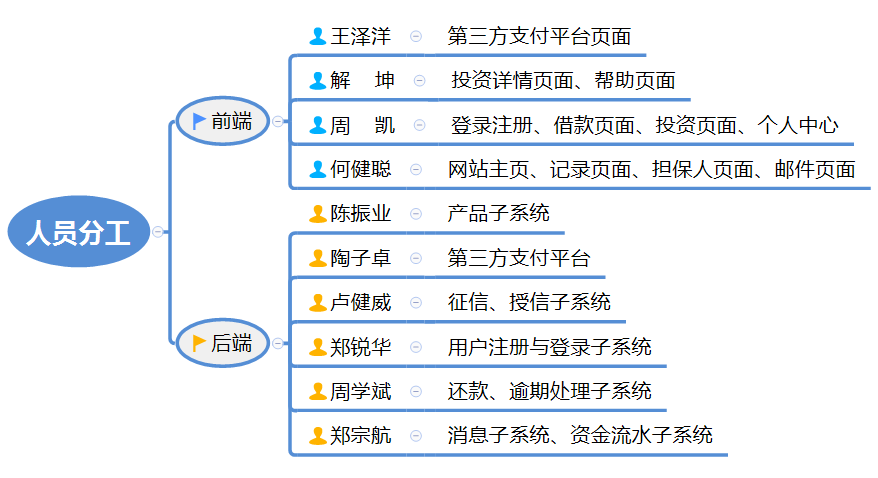 人员分工
前端
王泽洋 第三方支付平台页面
解 坤 投资详情页面、帮助页面
周 凯 登录注册、借款页面、投资页面、个人中心
何健聪 网站主页、记录页面、担保人页面、邮件页面
后端
陈振业 产品子系统
陶子卓 第三方支付平台
卢健威 征信、授信子系统
郑锐华 用户注册与登录子系统
周学斌 还款、逾期处理子系统
郑宗航 消息子系统、资金流水子系统